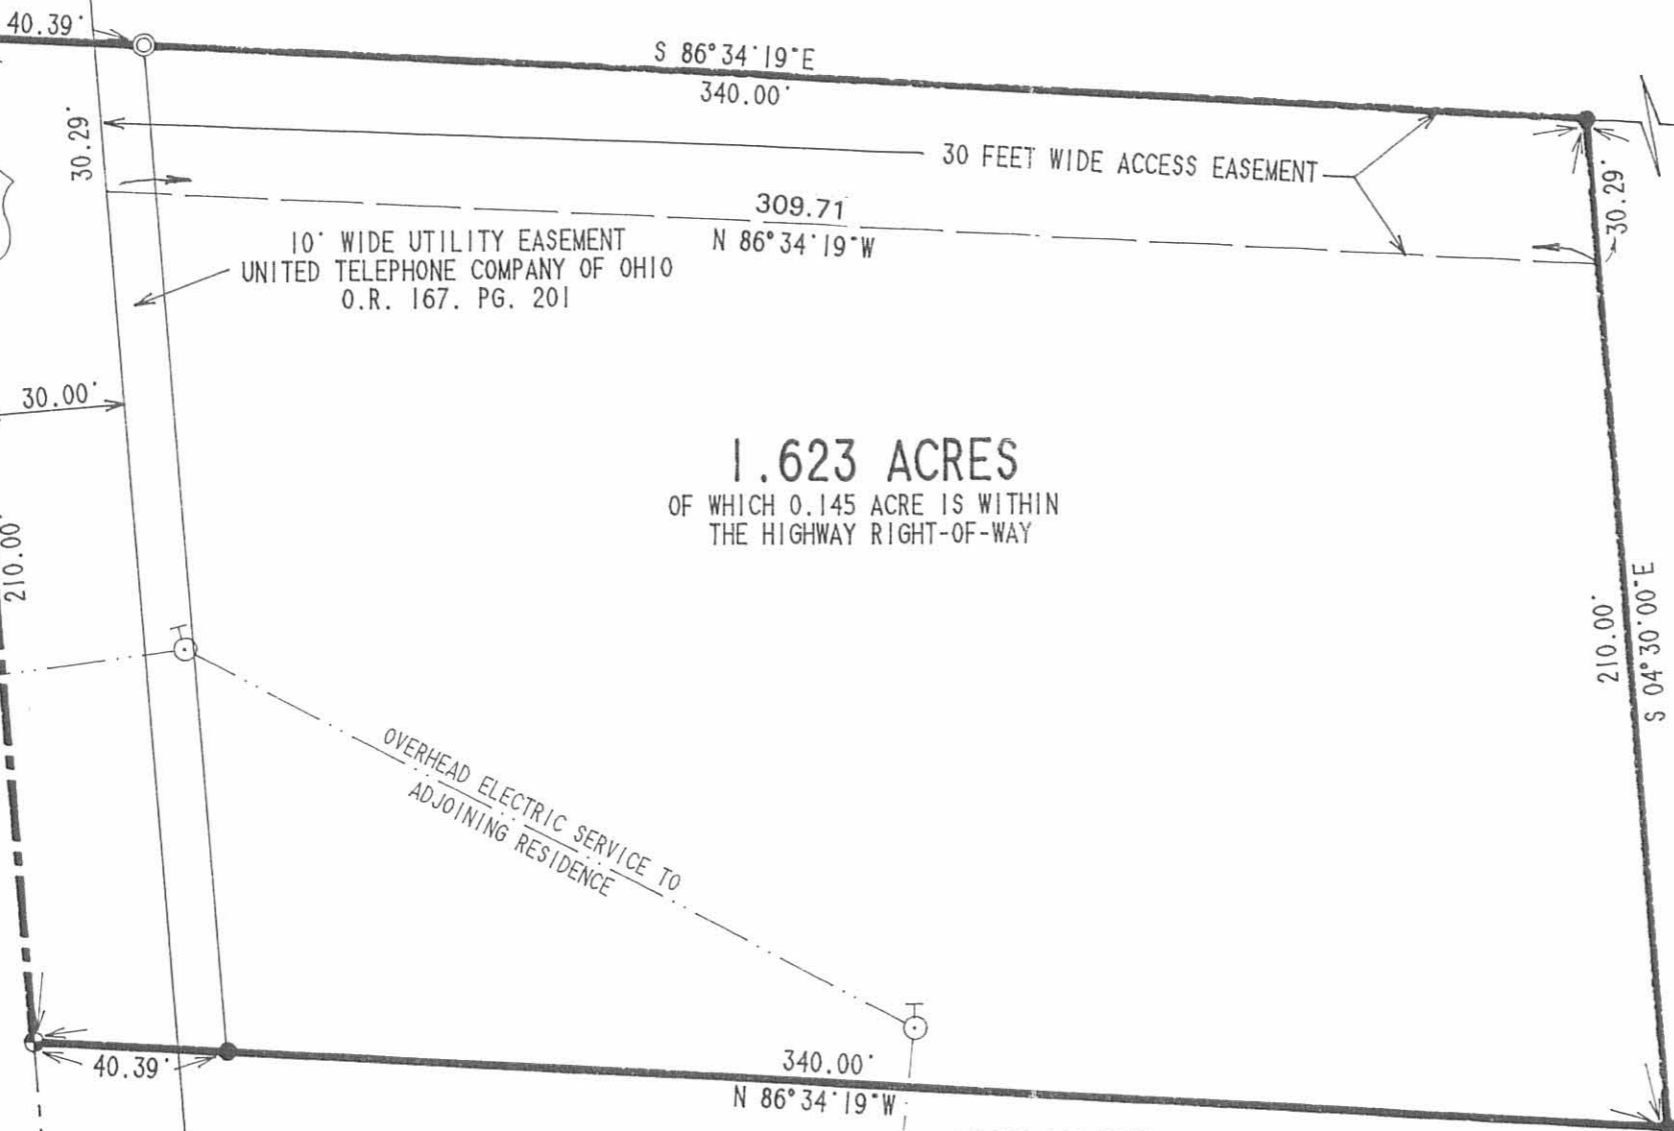 40.39'
S 86°34'19"E
340.00'
30.29'
30 FEET WIDE ACCESS EASEMENT
30.29'
309.71
N 86°34'19"W
10' WIDE UTILITY EASEMENT
UNITED TELEPHONE COMPANY OF OHIO
O.R. 167. PG. 201
30.00'
1.623 ACRES
OF WHICH 0.145 ACRE IS WITHIN
THE HIGHWAY RIGHT-OF-WAY
210.00'
210.00'
S 04°30'00"E
OVERHEAD ELECTRIC SERVICE TO
ADJOINING RESIDENCE
40.39'
340.00'
N 86°34'19"W